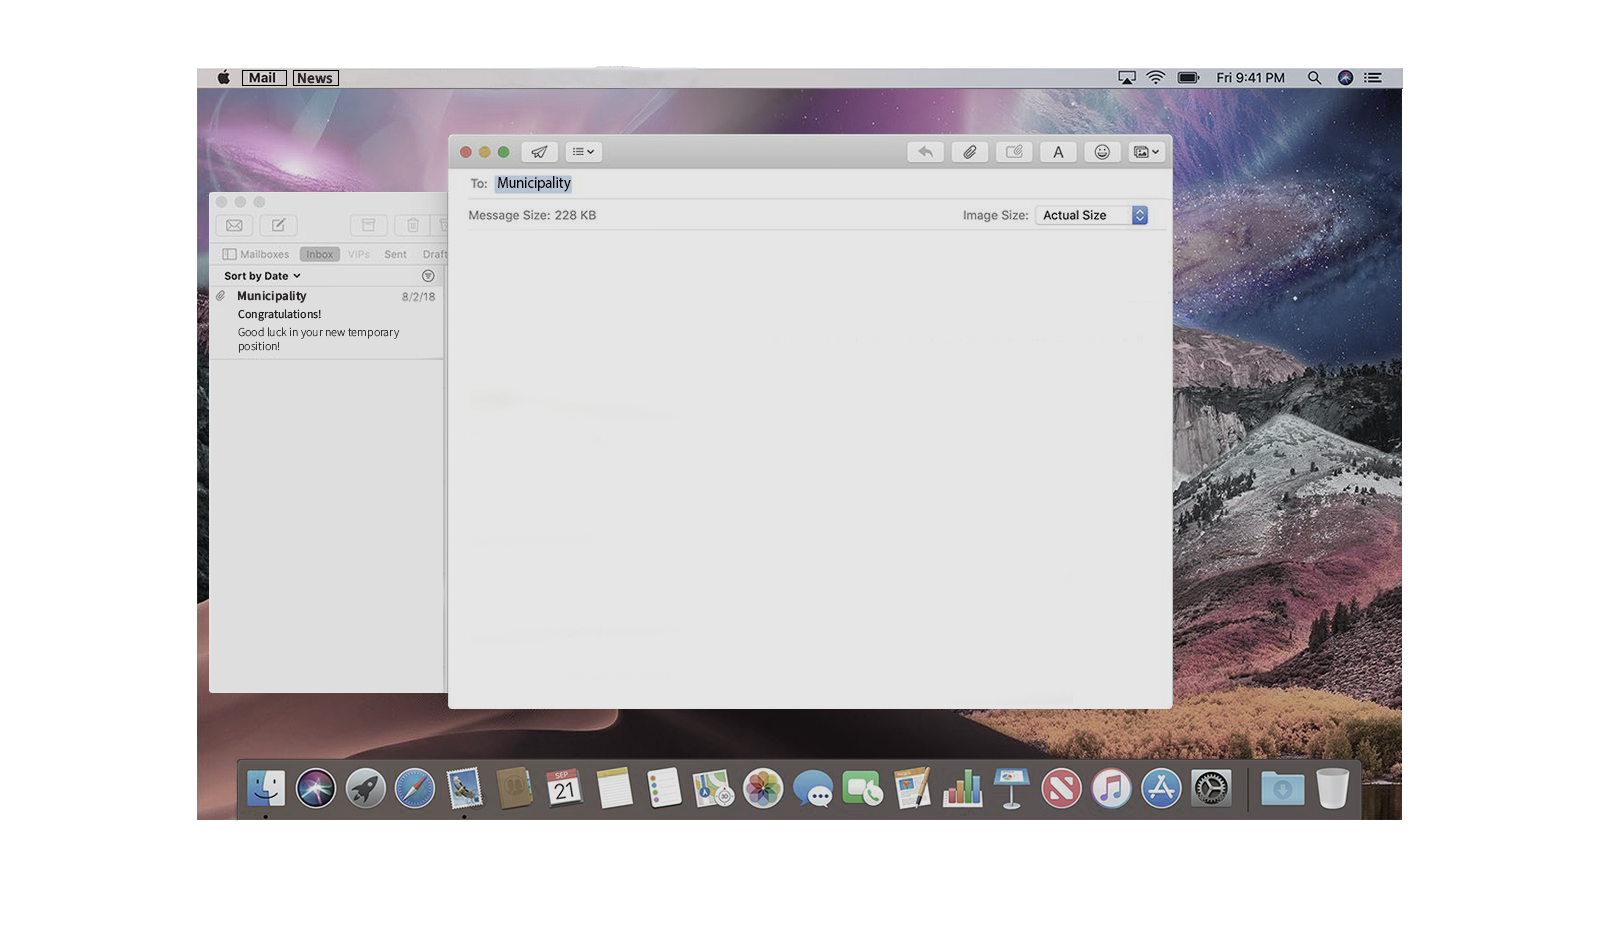 Mail News
Fri 9:41 PM
To: Municipality
Message Size: 228 KB
Image Size: Actual Size
Mailboxes Inbox VIPs Sent Draft
Sort by Date
Municipality 8/2/18
Congratulations!
Good luck in your new temporary
position!
SEP
21